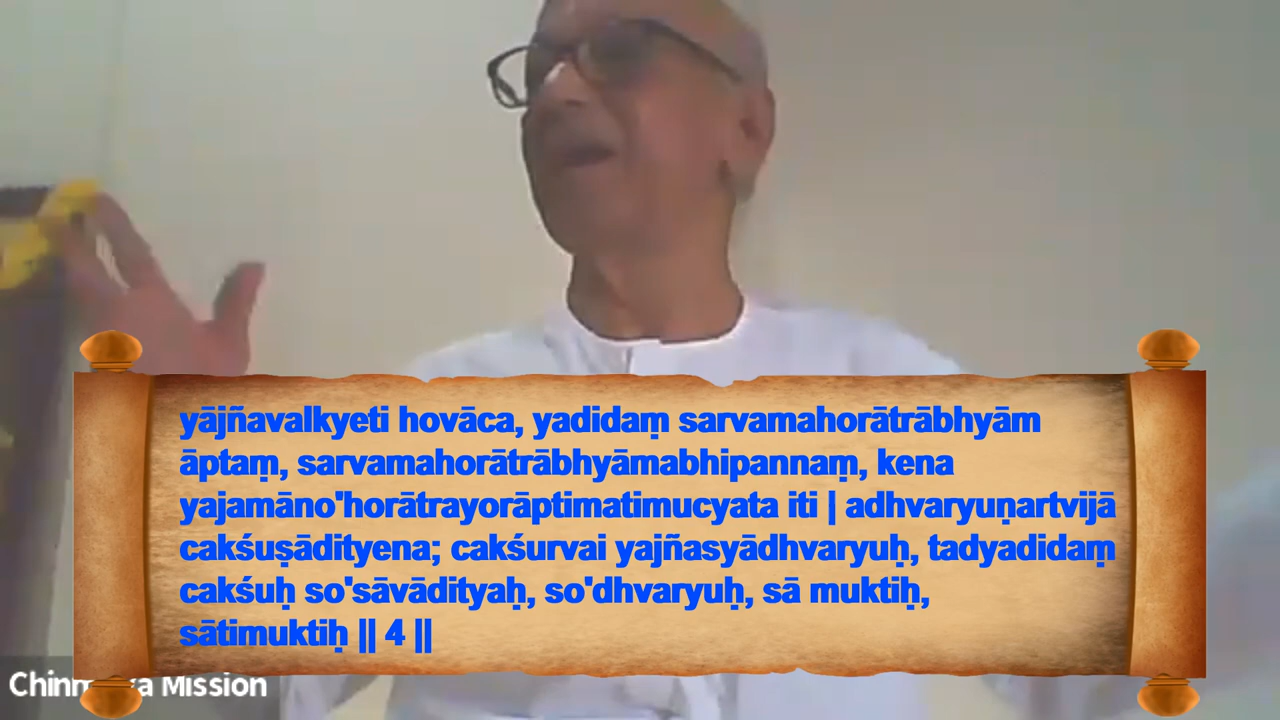 yājñavalkyeti hovāca, yadidaṃ sarvamahorātrābhyām
āptaṃ, sarvamahorātrābhyāmabhipannaṃ, kena
yajamāno'horātrayorāptimatimucyata iti | adhvaryuṇartvijā
cakśuṣādityena; cakśurvai yajñasyādhvaryuḥ, tadyadidaṃ
cakśuḥ so'sāvādityaḥ, so'dhvaryuḥ, sā muktiḥ,
sātimuktiḥ || 4 ||
Mission